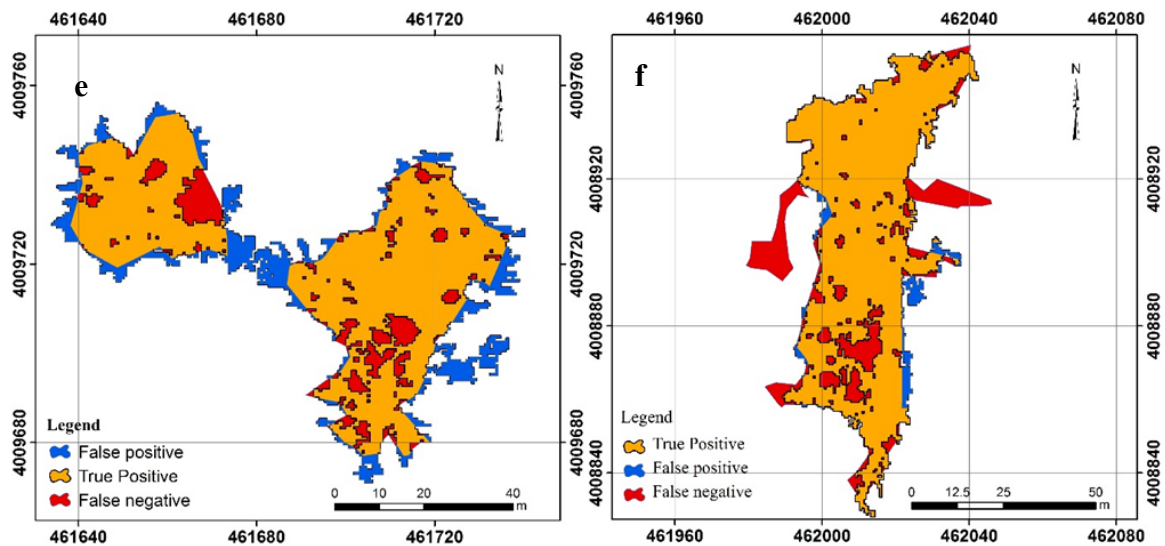 461640 461680 461720
4009760 4009760
e
N
4009720 4009720
4009680 4009680
Legend
False positive
True Positive
False negative
0 10 20 40
m
461640 461680 461720
461960 462000 462040 462080
f
N
4008920 4008920
4008880 4008880
4008840 4008840
Legend
True Positive
False positive
False negative
0 12.5 25 50
m
461960 462000 462040 462080